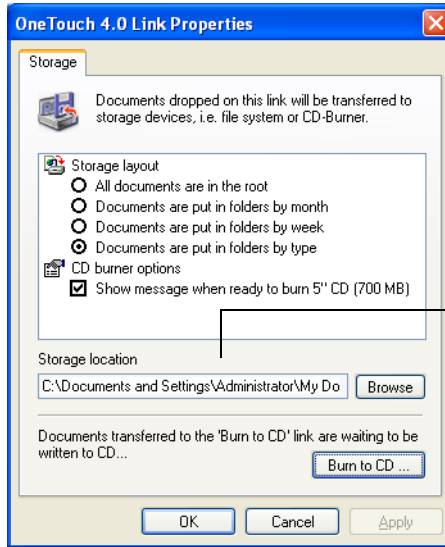 OneTouch 4.0 Link Properties
Storage
Documents dropped on this link will be transferred to
storage devices, i.e. file system or CD-Burner.
Storage layout
All documents are in the root
Documents are put in folders by month
Documents are put in folders by week
Documents are put in folders by type
CD burner options
Show message when ready to burn 5" CD (700 MB)
Storage location
C:\Documents and Settings\Administrator\My Do Browse
Documents transferred to the 'Burn to CD' link are waiting to be
written to CD...
Burn to CD ...
OK Cancel Apply